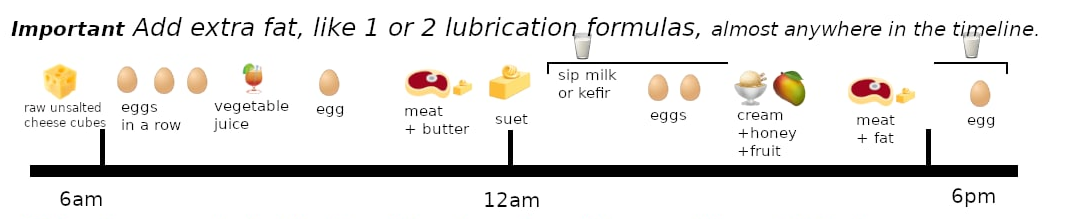 Important Add extra fat, like 1 or 2 lubrication formulas, almost anywhere in the timeline.
raw unsalted
cheese cubes
eggs
in a row
vegetable
juice
egg
meat
+ butter
suet
sip milk
or kefir
eggs
cream
+honey
+fruit
meat
+ fat
egg
6am
12am
6pm